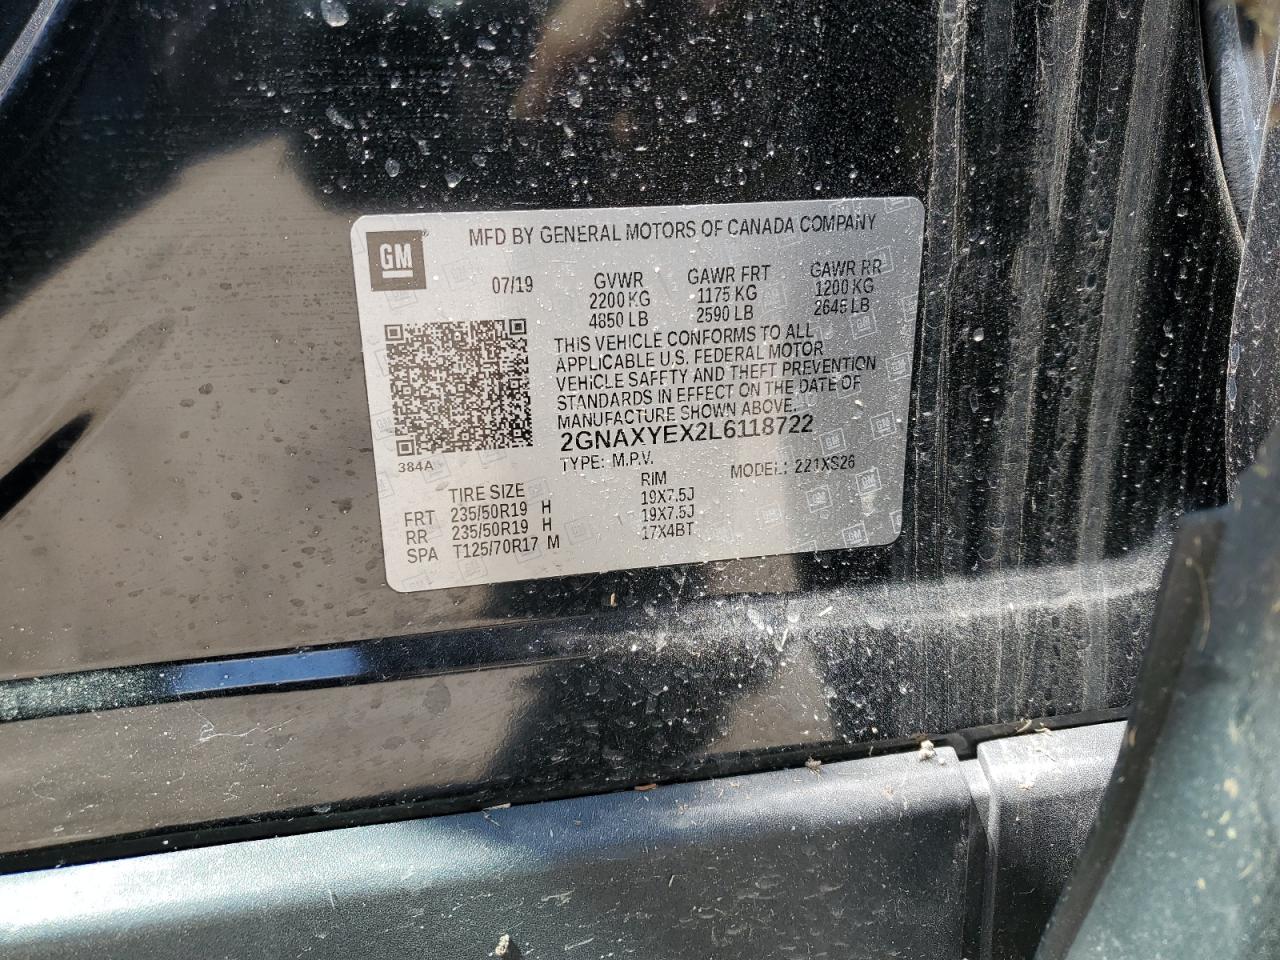 GM
MFD BY GENERAL MOTORS OF CANADA COMPANY
07/19 GVWR GAWR FRT GAWR RR
2200 KG 1175 KG 1200 KG
4850 LB 2590 LB 2645 LB
THIS VEHICLE CONFORMS TO ALL
APPLICABLE U.S. FEDERAL MOTOR
VEHICLE SAFETY AND THEFT PREVENTION
STANDARDS IN EFFECT ON THE DATE OF
MANUFACTURE SHOWN ABOVE.
2GNAXYEX2L6118722
384A
TYPE: M.P.V. MODEL: 221XS26
TIRE SIZE RIM
FRT 235/50R19 H 19X7.5J
RR 235/50R19 H 19X7.5J
SPA T125/70R17 M 17X4BT